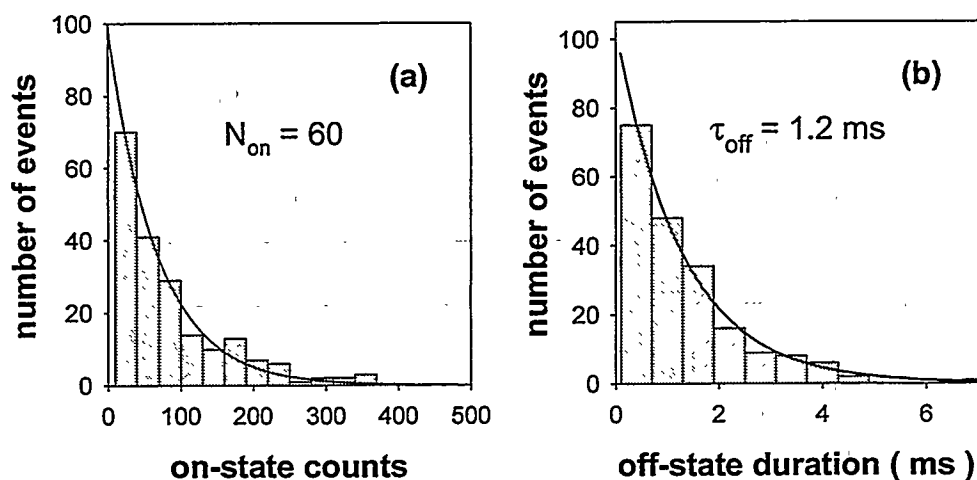 100
80
60
40
20
0
number of events
(a)
N_on = 60
0 100 200 300 400 500
on-state counts
100
80
60
40
20
0
number of events
(b)
τ_off = 1.2 ms
0 2 4 6
off-state duration ( ms )